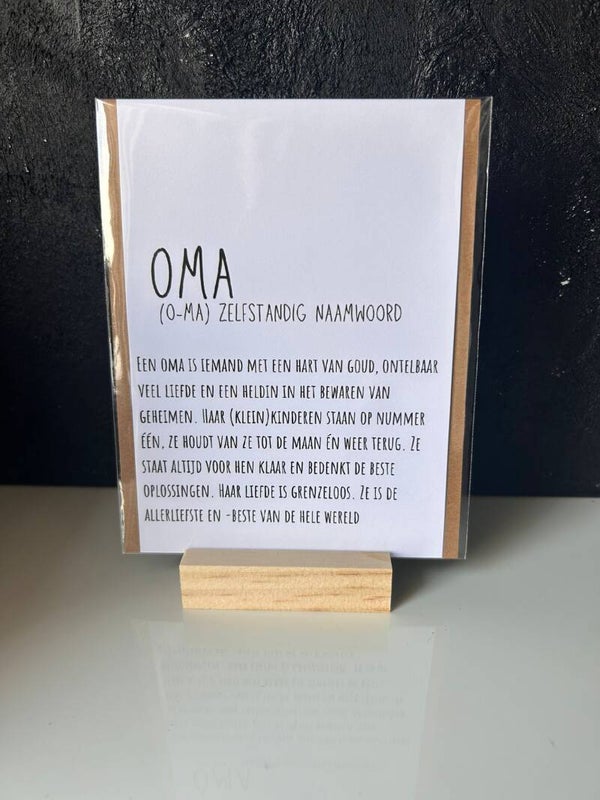 OMA
(O-MA) ZELFSTANDIG NAAMWOORD
EEN OMA IS IEMAND MET EEN HART VAN GOUD, ONTELBAAR
VEEL LIEFDE EN EEN HELDIN IN HET BEWAREN VAN
GEHEIMEN. HAAR (KLEIN)KINDEREN STAAN OP NUMMER
ÉÉN, ZE HOUDT VAN ZE TOT DE MAAN ÉN WEER TERUG. ZE
STAAT ALTIJD VOOR HEN KLAAR EN BEDENKT DE BESTE
OPLOSSINGEN. HAAR LIEFDE IS GRENZELOOS. ZE IS DE
ALLERLIEFSTE EN -BESTE VAN DE HELE WERELD